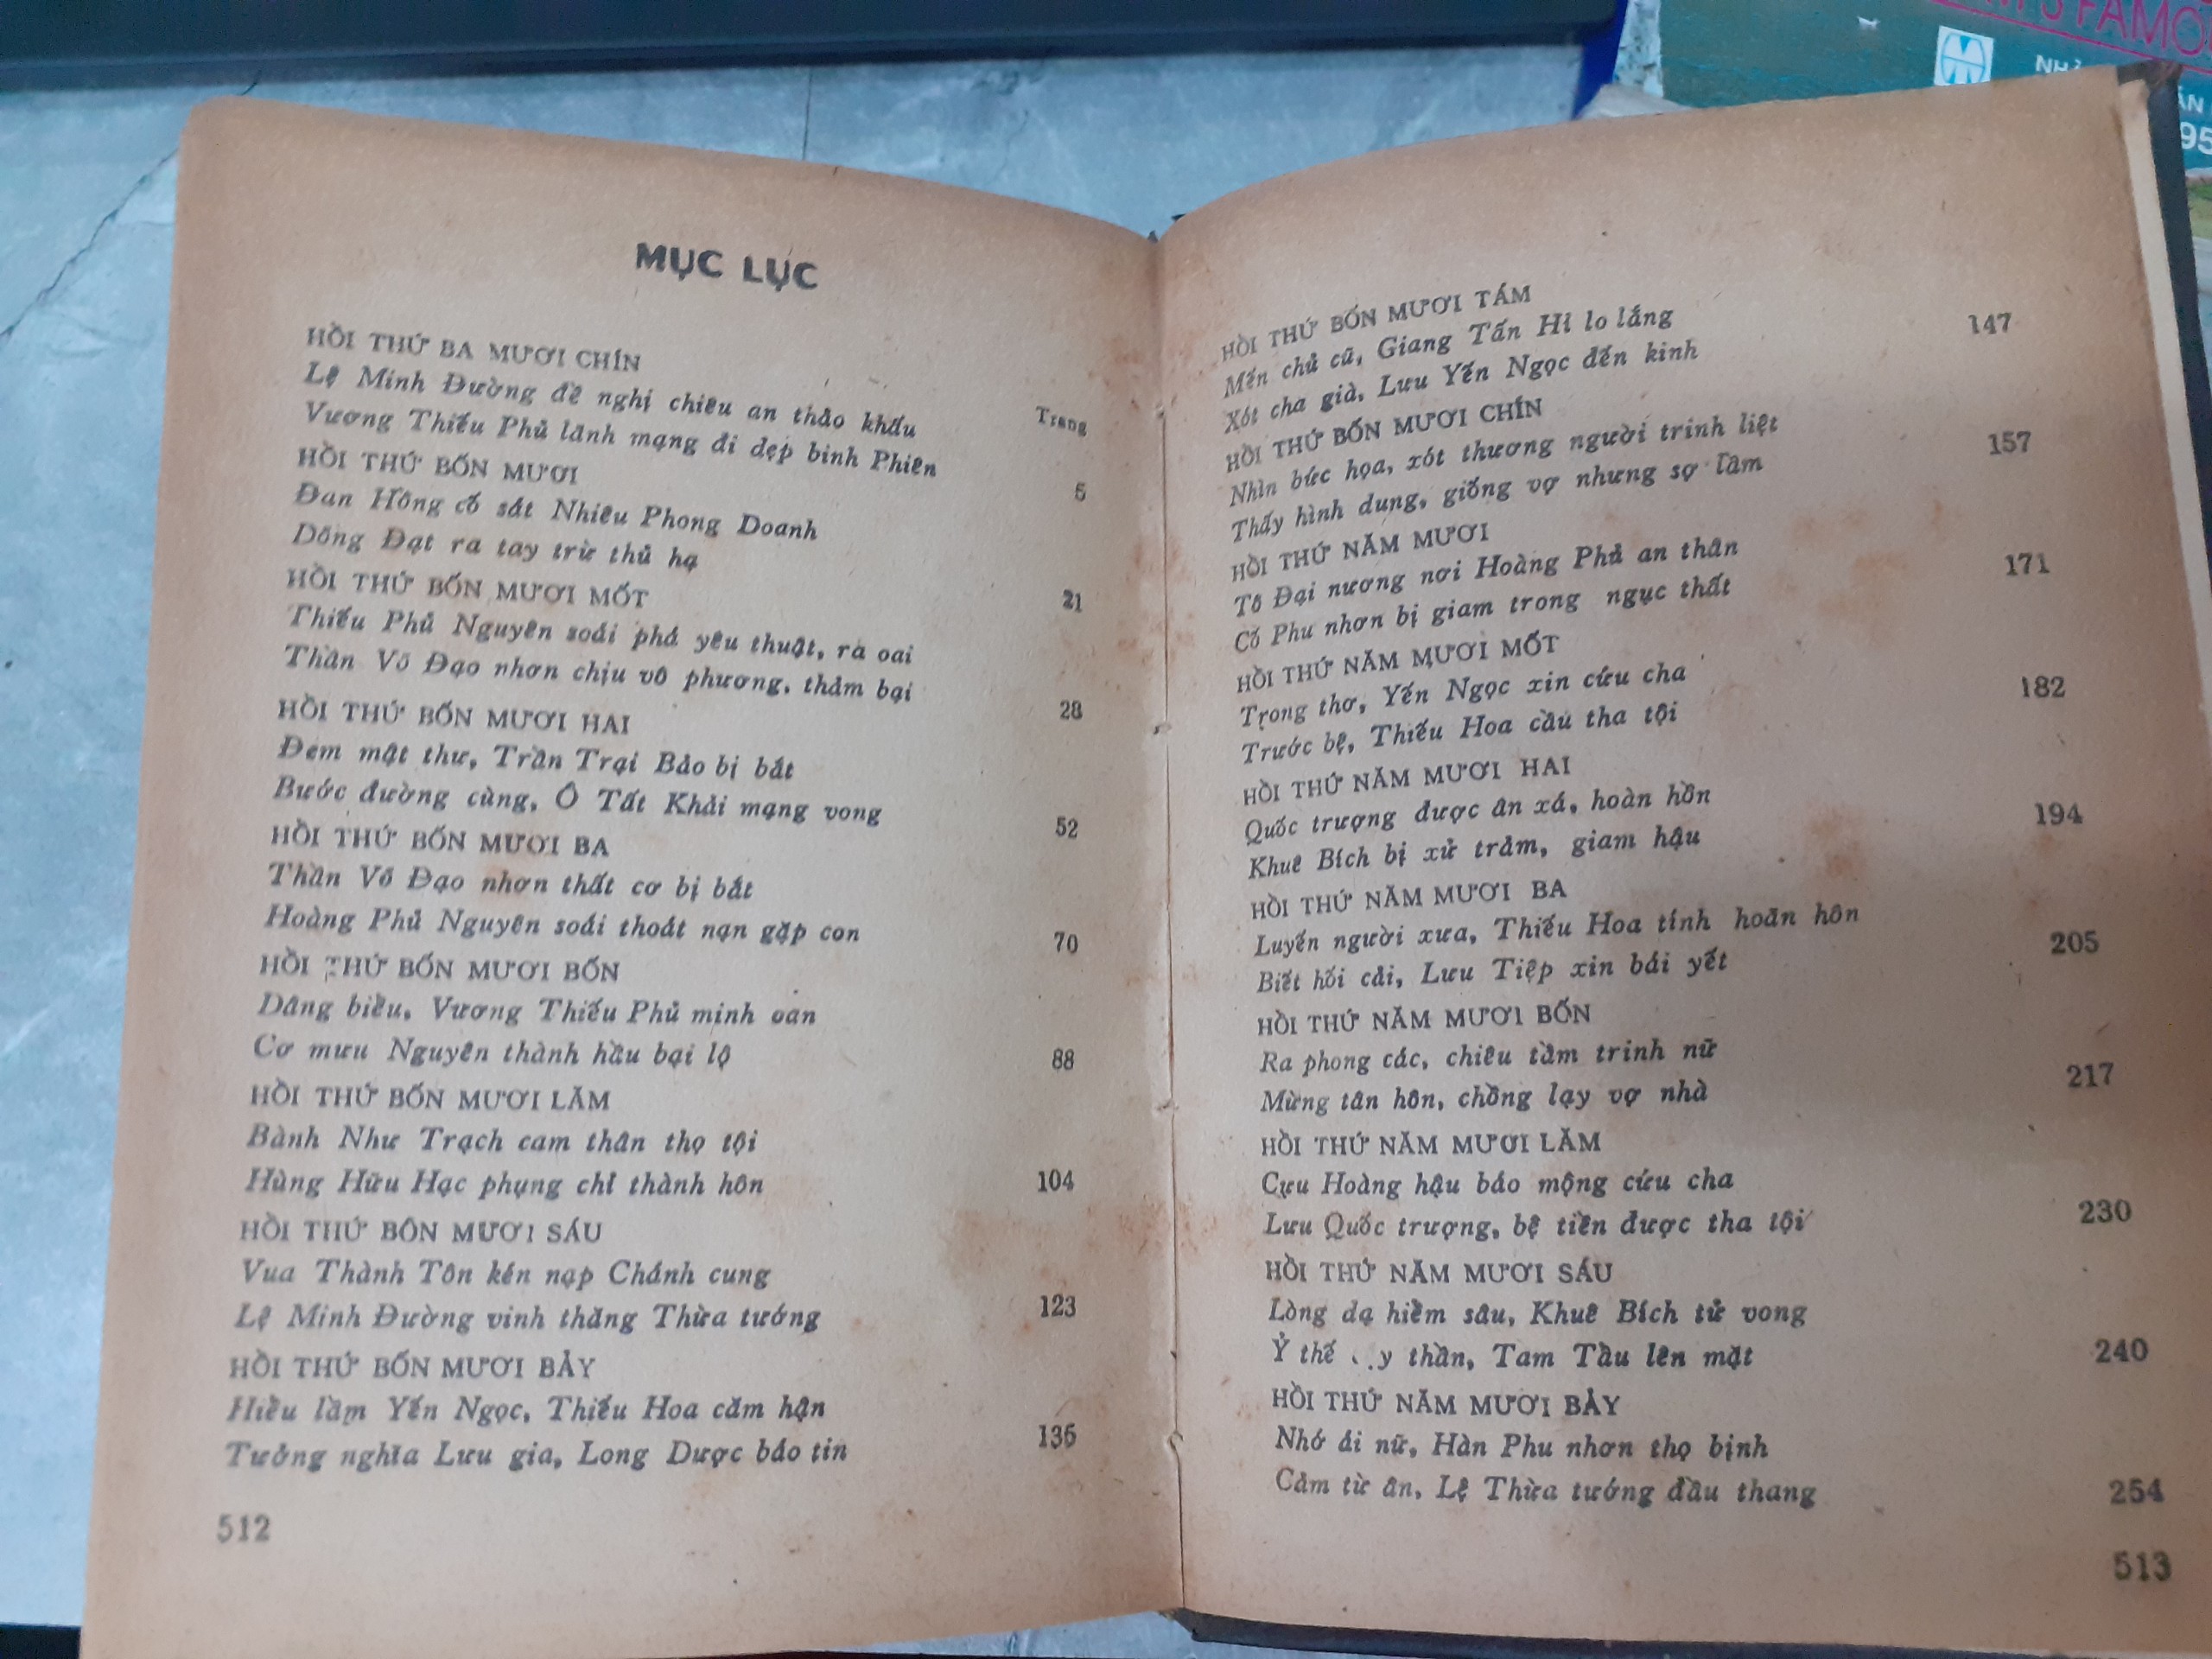 MỤC LỤC
Trang
HỒI THỨ BA MƯƠI CHÍN
Lệ Minh Đường đề nghị chiêu an thảo khấu
Vương Thiếu Phủ lãnh mạng đi dẹp binh Phiên 5
HỒI THỨ BỐN MƯƠI
Đan Hồng cố sát Nhiêu Phong Doanh
Dõng Đạt ra tay trừ thủ hạ 21
HỒI THỨ BỐN MƯƠI MỐT
Thiếu Phủ Nguyên soái phá yêu thuật, ra oai
Thần Võ Đạo nhơn chịu vô phương, thảm bại 28
HỒI THỨ BỐN MƯƠI HAI
Đem mật thư, Trần Trại Bảo bị bắt
Bước đường cùng, Ô Tất Khải mạng vong 52
HỒI THỨ BỐN MƯƠI BA
Thần Võ Đạo nhơn thất cơ bị bắt
Hoàng Phủ Nguyên soái thoát nạn gặp con 70
HỒI THỨ BỐN MƯƠI BỐN
Dâng biểu, Vương Thiếu Phủ minh oan
Cơ mưu Nguyên thành hầu bại lộ 88
HỒI THỨ BỐN MƯƠI LĂM
Bành Như Trạch cam thân thọ tội
Hùng Hữu Hạc phụng chỉ thành hôn 104
HỒI THỨ BÔN MƯƠI SÁU
Vua Thành Tôn kén nạp Chánh cung
Lệ Minh Đường vinh thăng Thừa tướng 123
HỒI THỨ BỐN MƯƠI BẢY
Hiểu lầm Yến Ngọc, Thiếu Hoa căm hận
Tưởng nghĩa Lưu gia, Long Dược báo tin 135
512
HỒI THỨ BỐN MƯƠI TÁM
Mến chủ cũ, Giang Tấn Hỉ lo lắng 147
Xót cha già, Lưu Yến Ngọc đến kinh
HỒI THỨ BỐN MƯƠI CHÍN
Nhìn bức họa, xót thương người trinh liệt
Thấy hình dung, giống vợ nhưng sợ lầm 157
HỒI THỨ NĂM MƯƠI
Tô Đại nương nơi Hoàng Phủ an thân
Cố Phu nhơn bị giam trong ngục thất 171
HỒI THỨ NĂM MƯƠI MỐT
Trọng thơ, Yến Ngọc xin cứu cha
Trước bệ, Thiếu Hoa cầu tha tội 182
HỒI THỨ NĂM MƯƠI HAI
Quốc trượng được ân xá, hoàn hồn
Khuê Bích bị xử trảm, giam hậu 194
HỒI THỨ NĂM MƯƠI BA
Luyến người xưa, Thiếu Hoa tính hoãn hôn
Biết hối cải, Lưu Tiệp xin bái yết 205
HỒI THỨ NĂM MƯƠI BỐN
Ra phong các, chiêu tầm trinh nữ
Mừng tân hôn, chồng lạy vợ nhà 217
HỒI THỨ NĂM MƯƠI LĂM
Cựu Hoàng hậu báo mộng cứu cha
Lưu Quốc trượng, bệ tiền được tha tội 230
HỒI THỨ NĂM MƯƠI SÁU
Lòng dạ hiểm sâu, Khuê Bích tử vong
Ỷ thế thần, Tam Tẩu lên mặt 240
HỒI THỨ NĂM MƯƠI BẢY
Nhớ ái nữ, Hàn Phu nhơn thọ bịnh
Cảm từ ân, Lệ Thừa tướng đầu thang 254
513